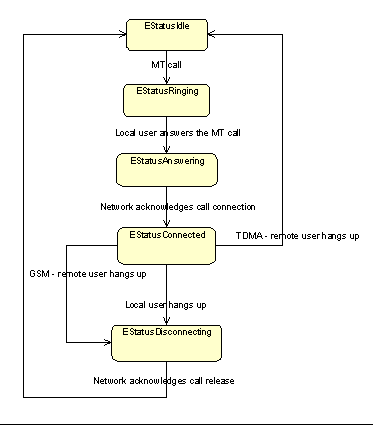 EStatusIdle
MT call
EStatusRinging
Local user answers the MT call
EStatusAnswering
Network acknowledges call connection
EStatusConnected
TDMA - remote user hangs up
GSM - remote user hangs up
Local user hangs up
EStatusDisconnecting
Network acknowledges call release